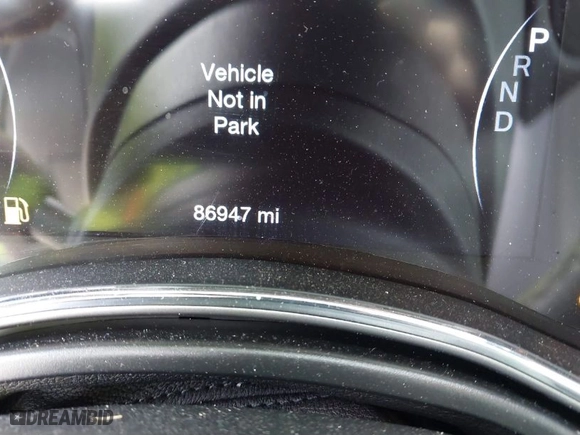 Vehicle
Not in
Park
P
R
N
D
86947 mi
DREAMBID